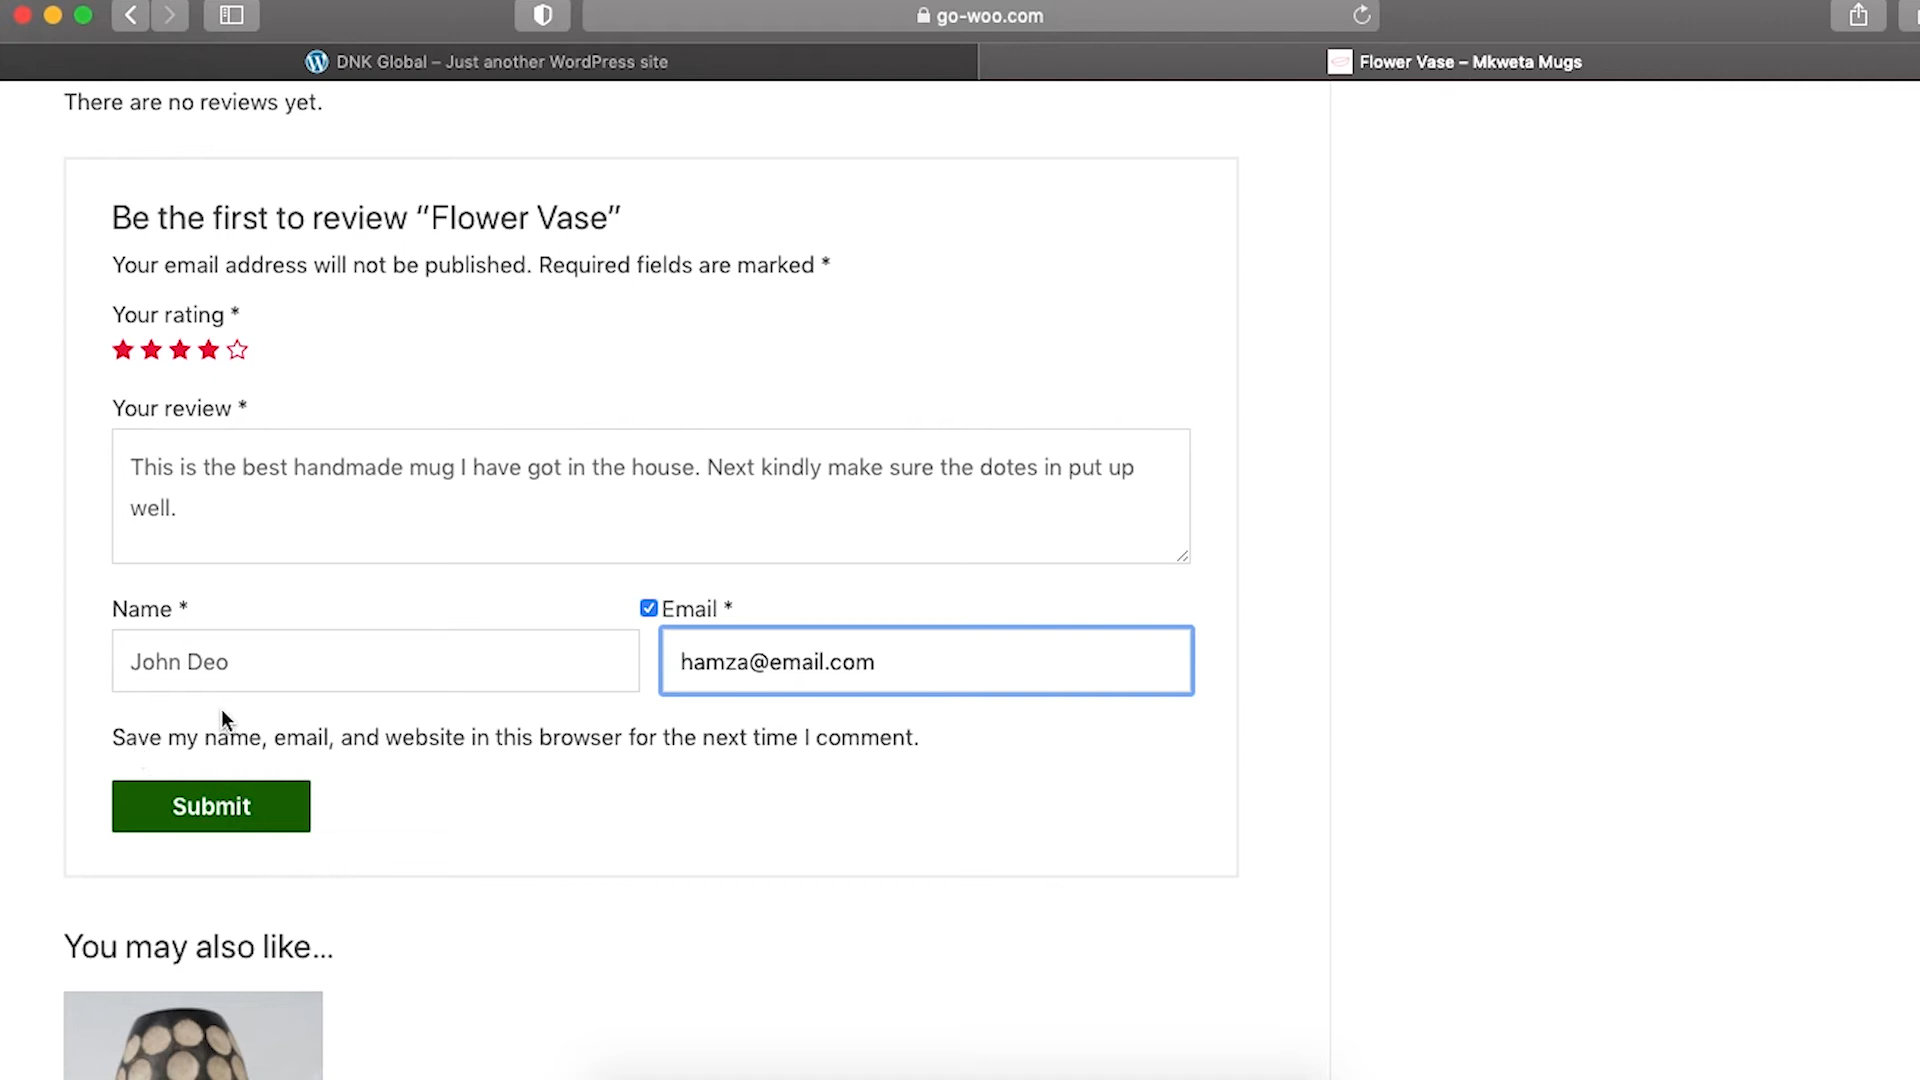 go-woo.com
DNK Global – Just another WordPress site
Flower Vase – Mkweta Mugs
There are no reviews yet.
Be the first to review “Flower Vase”
Your email address will not be published. Required fields are marked *
Your rating *
Your review *
This is the best handmade mug I have got in the house. Next kindly make sure the dotes in put up
well.
Name *
Email *
John Deo
hamza@email.com
Save my name, email, and website in this browser for the next time I comment.
Submit
You may also like...